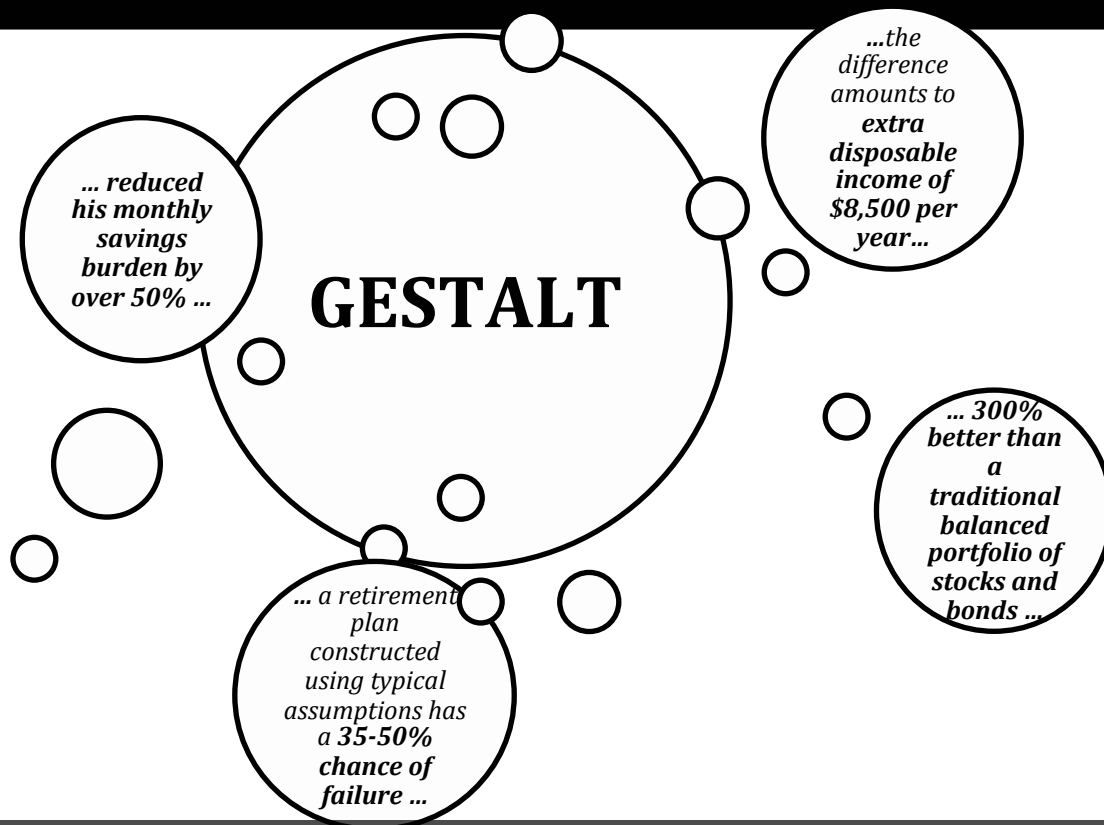 GESTALT
... reduced
his monthly
savings
burden by
over 50% ...
...the
difference
amounts to
extra
disposable
income of
$8,500 per
year...
... 300%
better than
a
traditional
balanced
portfolio of
stocks and
bonds ...
... a retirement
plan
constructed
using typical
assumptions has
a 35-50%
chance of
failure ...